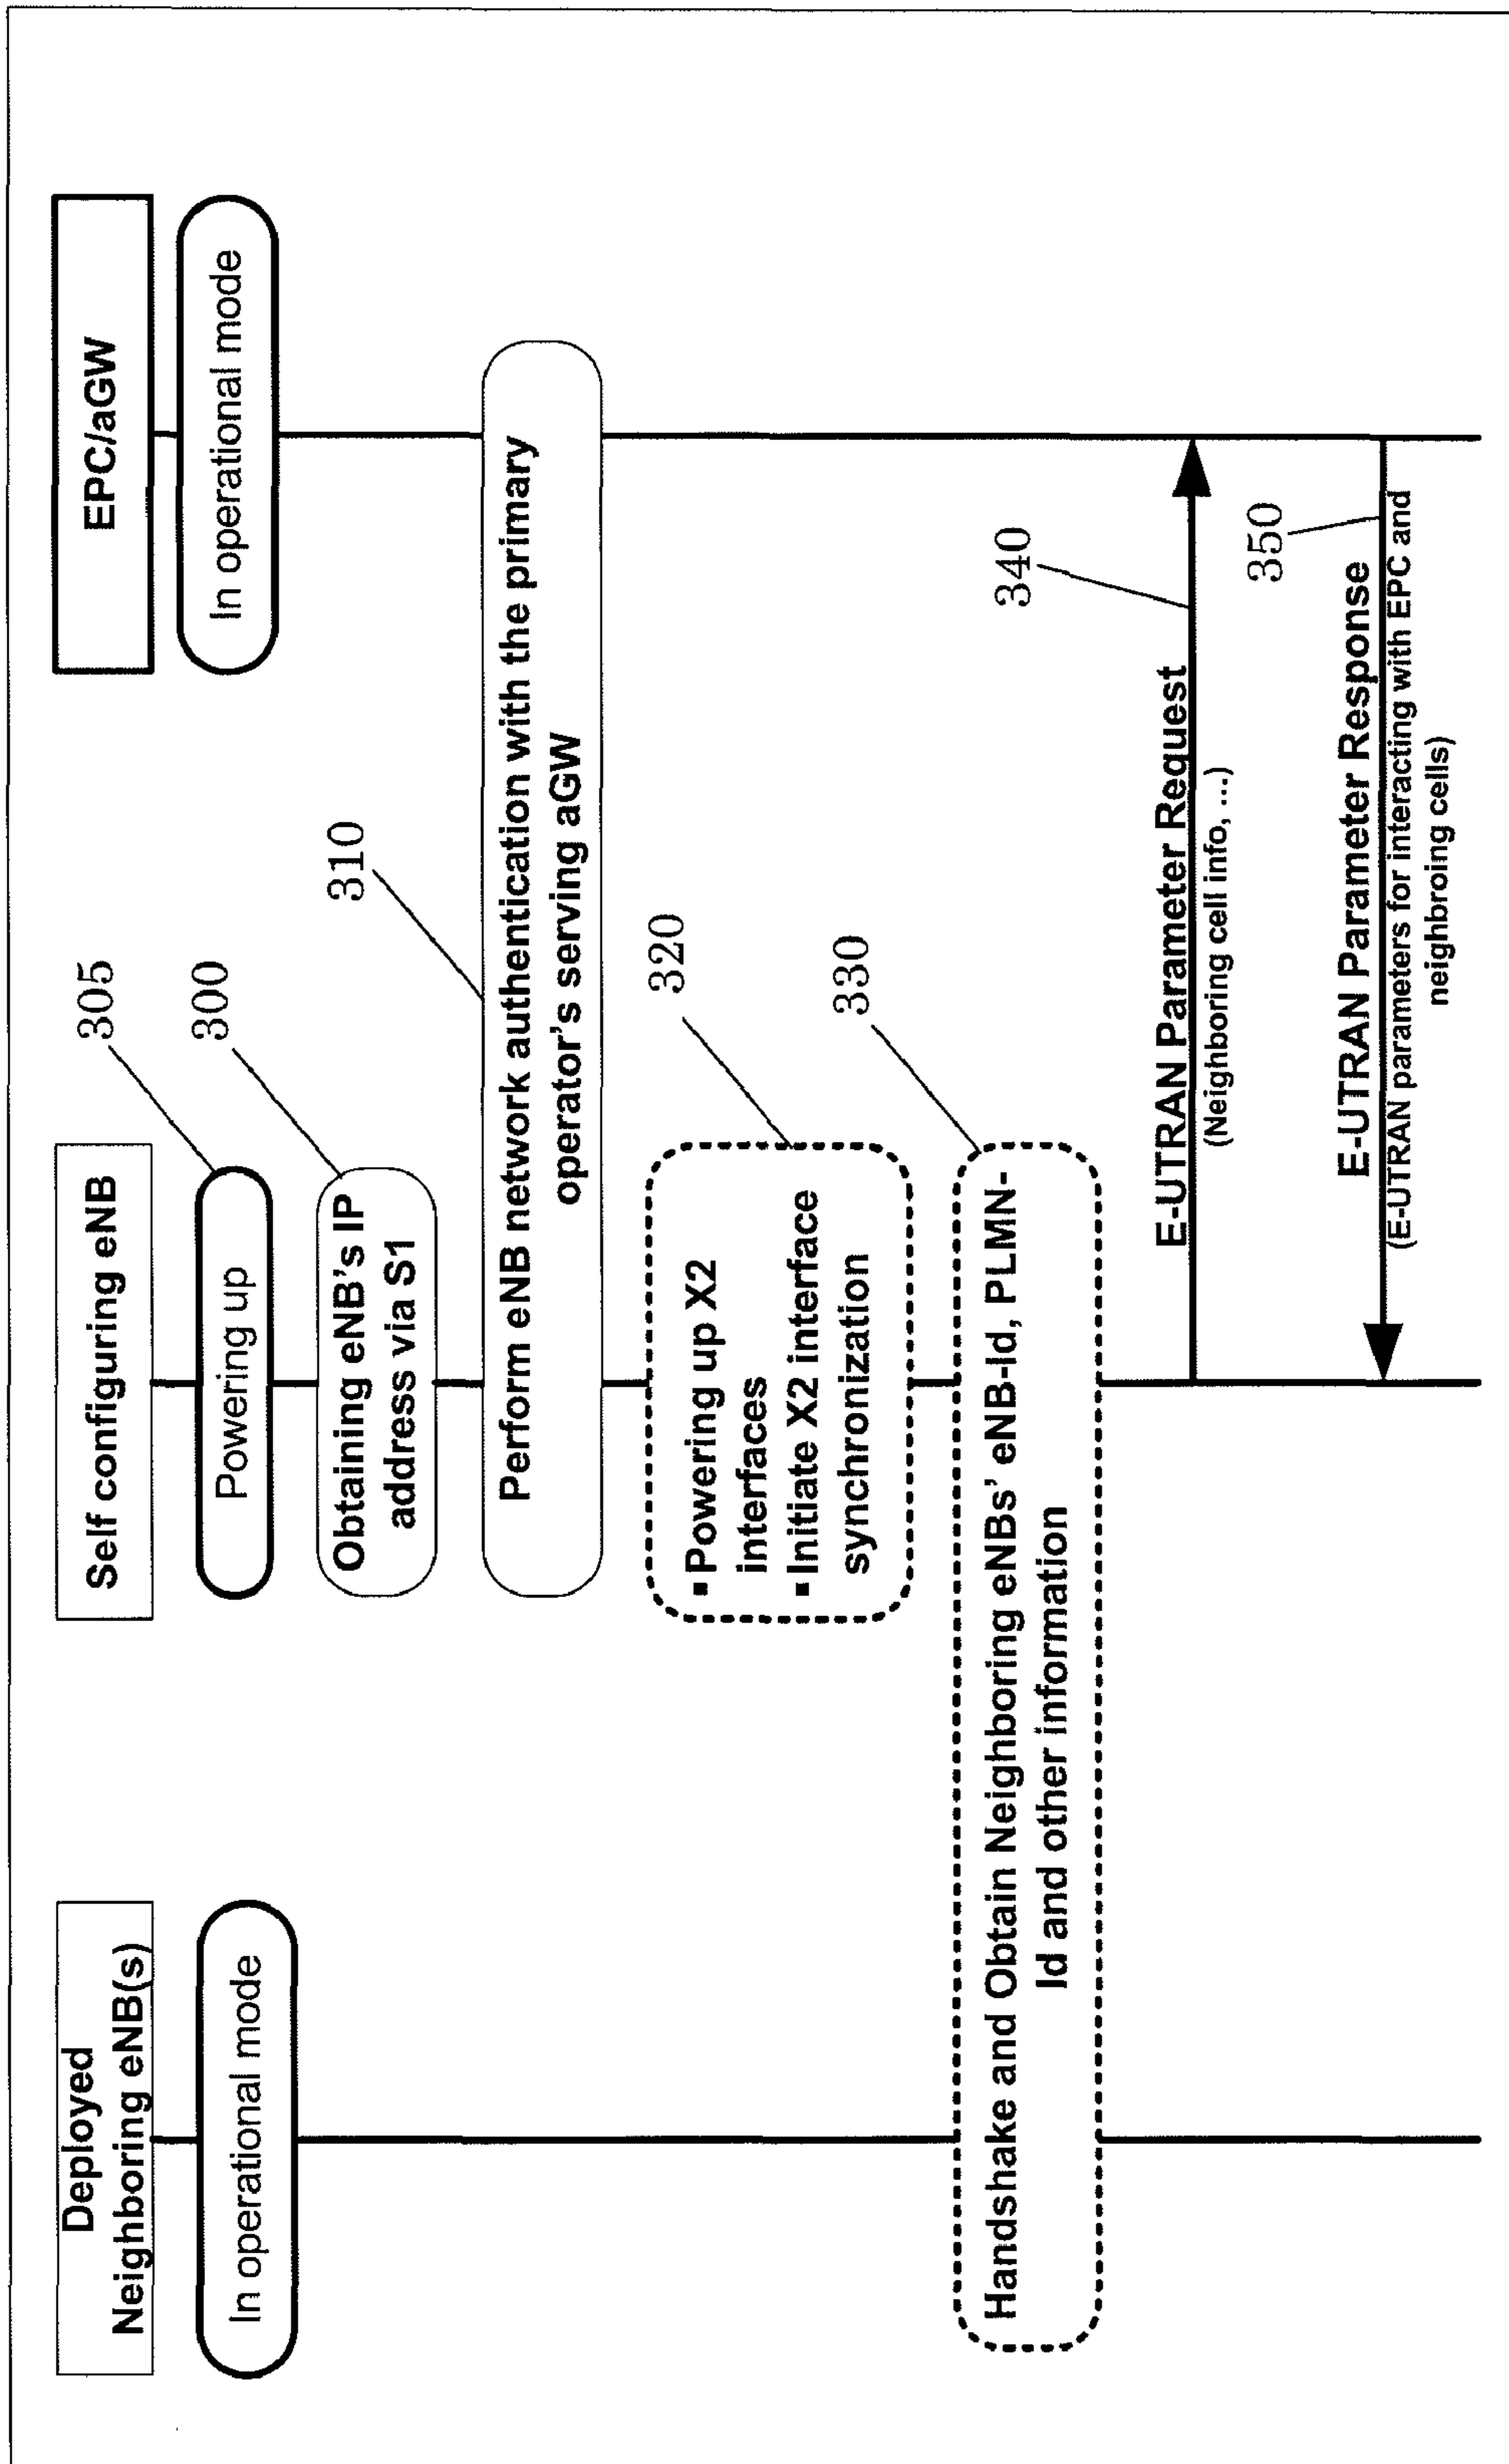 Deployed
Neighboring eNB(s)
Self configuring eNB
EPC/aGW
In operational mode
Powering up
305
In operational mode
Obtaining eNB's IP
address via S1
300
Perform eNB network authentication with the primary
operator's serving aGW
310
▪ Powering up X2
interfaces
▪ Initiate X2 interface
synchronization
320
Handshake and Obtain Neighboring eNBs' eNB-Id, PLMN-
Id and other information
330
E-UTRAN Parameter Request
(Neighboring cell info, ...)
340
E-UTRAN Parameter Response
(E-UTRAN parameters for interacting with EPC and
neighbroing cells)
350